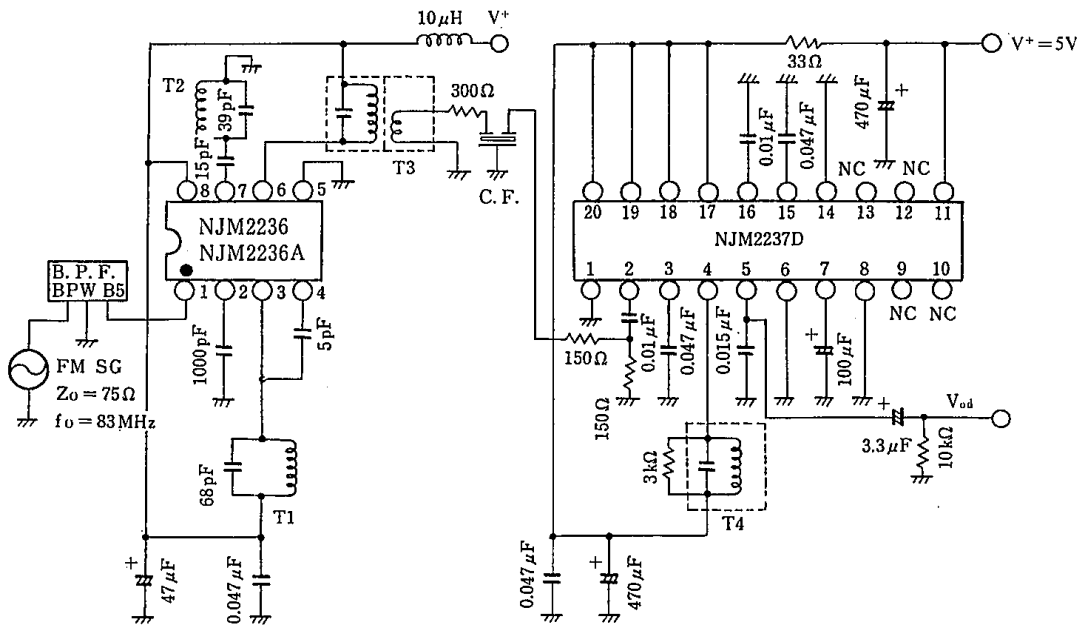 10μH
V+
V+=5V
33Ω
T2
39pF
15pF
300Ω
T3
C. F.
470μF
+
0.01μF
0.047μF
NC
NC
8
7
6
5
20
19
18
17
16
15
14
13
12
11
NJM2236
NJM2236A
NJM2237D
B. P. F.
BPW B5
1
2
3
4
1
2
3
4
5
6
7
8
9
10
NC
NC
FM SG
Zo=75Ω
fo=83MHz
1000pF
5pF
150Ω
150Ω
0.01μF
0.047μF
0.015μF
+
100μF
+
3.3μF
Vod
10kΩ
68pF
T1
3kΩ
T4
+
47μF
0.047μF
0.047μF
+
470μF